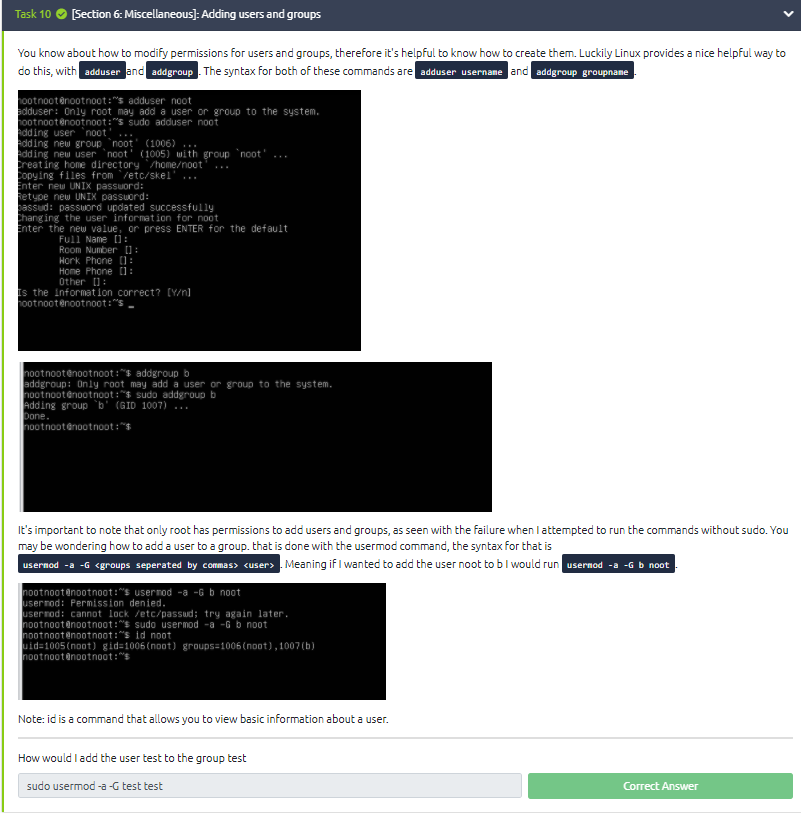 Task 10 [Section 6: Miscellaneous]: Adding users and groups
You know about how to modify permissions for users and groups, therefore it's helpful to know how to create them. Luckily Linux provides a nice helpful way to
do this, with adduser and addgroup . The syntax for both of these commands are adduser username and addgroup groupname .
nootnoot@nootnoot:~$ adduser noot
adduser: Only root may add a user or group to the system.
nootnoot@nootnoot:~$ sudo adduser noot
Adding user `noot' ...
Adding new group `noot' (1006) ...
Adding new user `noot' (1005) with group `noot' ...
Creating home directory `/home/noot' ...
Copying files from `/etc/skel' ...
Enter new UNIX password:
Retype new UNIX password:
passwd: password updated successfully
Changing the user information for noot
Enter the new value, or press ENTER for the default
Full Name []:
Room Number []:
Work Phone []:
Home Phone []:
Other []:
Is the information correct? [Y/n]
nootnoot@nootnoot:~$ _
nootnoot@nootnoot:~$ addgroup b
addgroup: Only root may add a user or group to the system.
nootnoot@nootnoot:~$ sudo addgroup b
Adding group `b' (GID 1007) ...
Done.
nootnoot@nootnoot:~$
It's important to note that only root has permissions to add users and groups, as seen with the failure when I attempted to run the commands without sudo. You
may be wondering how to add a user to a group. that is done with the usermod command, the syntax for that is
usermod -a -G <groups seperated by commas> <user> . Meaning if I wanted to add the user noot to b I would run usermod -a -G b noot .
nootnoot@nootnoot:~$ usermod -a -G b noot
usermod: Permission denied.
usermod: cannot lock /etc/passwd; try again later.
nootnoot@nootnoot:~$ sudo usermod -a -G b noot
nootnoot@nootnoot:~$ id noot
uid=1005(noot) gid=1006(noot) groups=1006(noot),1007(b)
nootnoot@nootnoot:~$
Note: id is a command that allows you to view basic information about a user.
How would I add the user test to the group test
sudo usermod -a -G test test
Correct Answer